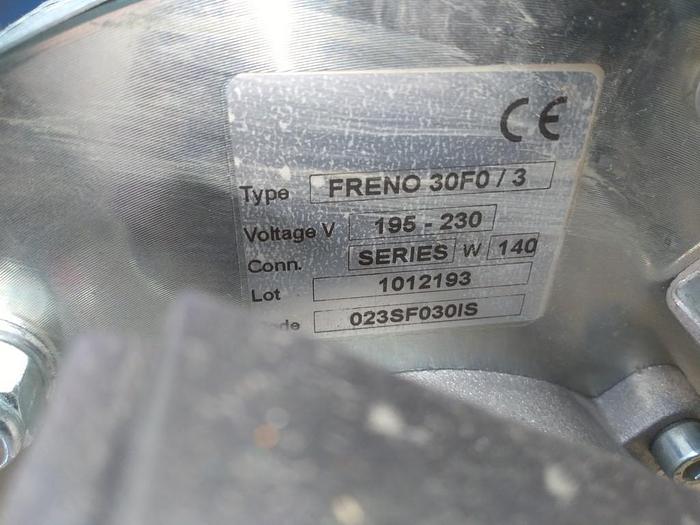 CE
Type FRENO 30F0 / 3
Voltage V 195 - 230
Conn. SERIES W 140
Lot 1012193
023SF030IS